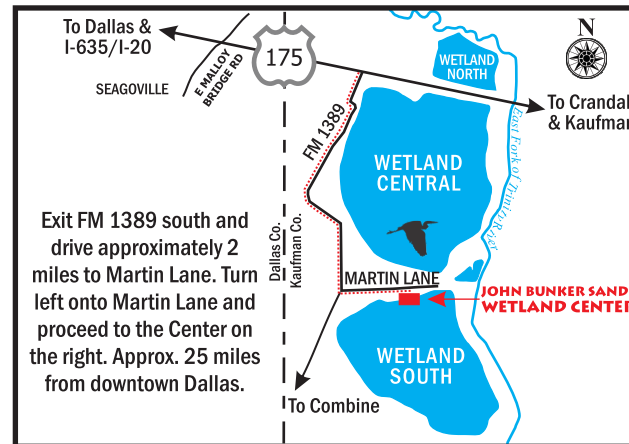 To Dallas &
I-635/I-20
175
SEAGOVILLE
E MALLOY
BRIDGE RD
WETLAND
NORTH
N
To Crandal
& Kaufman
FM 1389
East Fork of Trinity River
WETLAND
CENTRAL
Exit FM 1389 south and
drive approximately 2
miles to Martin Lane. Turn
left onto Martin Lane and
proceed to the Center on
the right. Approx. 25 miles
from downtown Dallas.
Dallas Co.
Kaufman Co.
MARTIN LANE
JOHN BUNKER SAND
WETLAND CENTER
WETLAND
SOUTH
To Combine